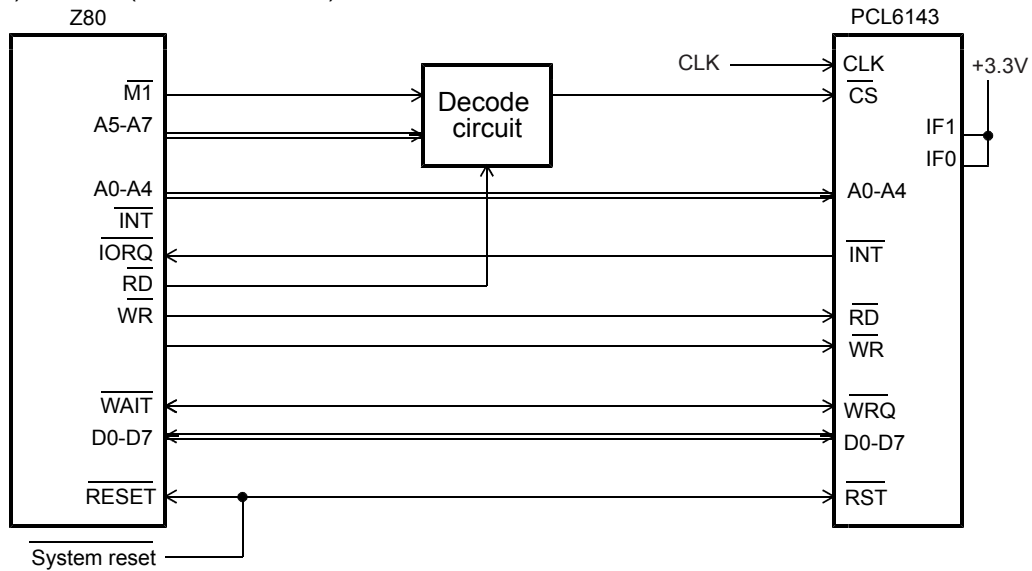 Z80
PCL6143
M1
A5-A7
A0-A4
INT
IORQ
RD
WR
WAIT
D0-D7
RESET
System reset
Decode
circuit
CLK
CLK
CS
A0-A4
INT
RD
WR
WRQ
D0-D7
RST
IF1
IF0
+3.3V